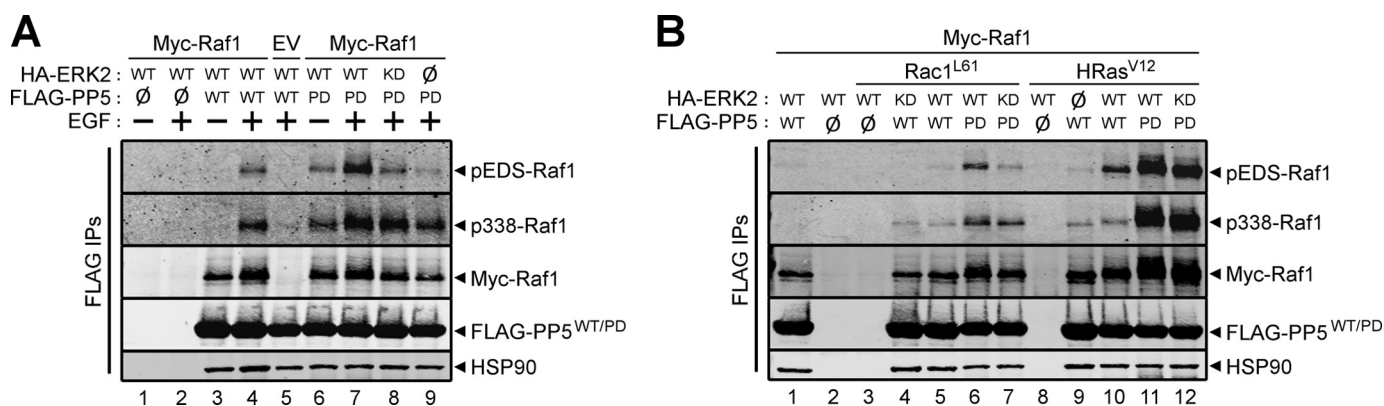 A
Myc-Raf1 EV Myc-Raf1
HA-ERK2 : WT WT WT WT WT WT WT KD Ø
FLAG-PP5 : Ø Ø WT WT WT PD PD PD PD
EGF : − + − + + − + + +
FLAG IPs
pEDS-Raf1
p338-Raf1
Myc-Raf1
FLAG-PP5WT/PD
HSP90
1 2 3 4 5 6 7 8 9
B
Myc-Raf1
Rac1L61 HRasV12
HA-ERK2 : WT WT WT KD WT WT KD WT Ø WT WT KD
FLAG-PP5 : WT Ø Ø WT WT PD PD Ø WT WT PD PD
FLAG IPs
pEDS-Raf1
p338-Raf1
Myc-Raf1
FLAG-PP5WT/PD
HSP90
1 2 3 4 5 6 7 8 9 10 11 12